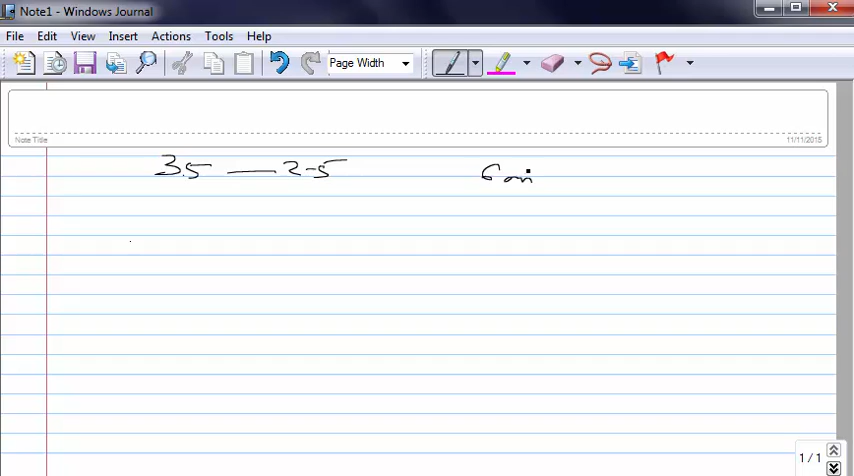 Note1 - Windows Journal
File Edit View Insert Actions Tools Help
Page Width
Note Title 11/11/2015
3.5 — 2.5
1 / 1